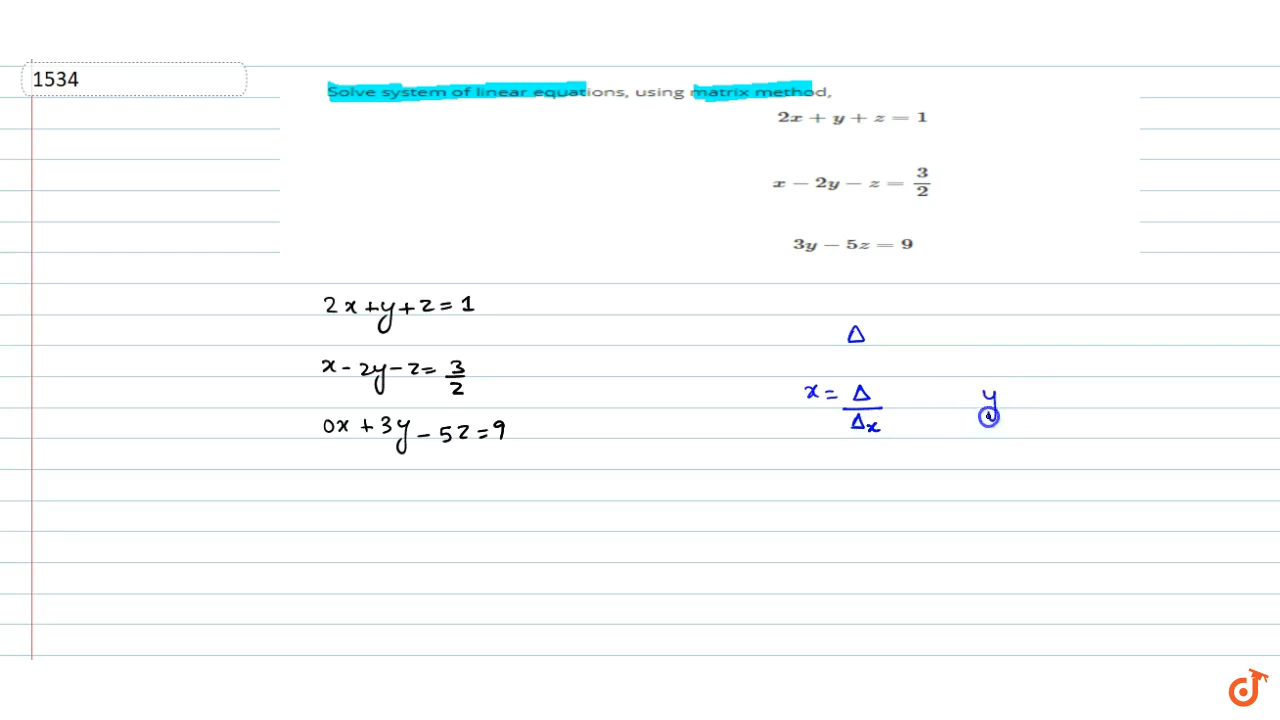 1534
Solve system of linear equations, using matrix method,
2x + y + z = 1
x − 2y − z = 3/2
3y − 5z = 9
2x + y + z = 1
x - 2y - z = 3/2
0x + 3y - 5z = 9
Δ
x = Δ/Δx
y